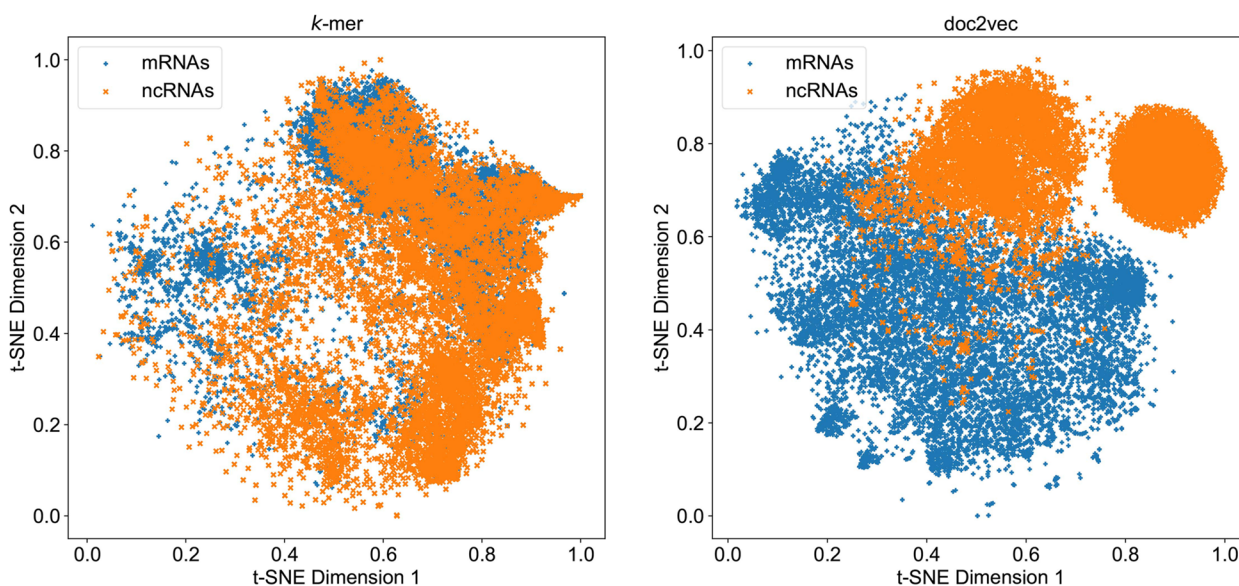 k-mer
mRNAs
ncRNAs
1.0
0.8
0.6
0.4
0.2
0.0
t-SNE Dimension 2
0.0 0.2 0.4 0.6 0.8 1.0
t-SNE Dimension 1
doc2vec
mRNAs
ncRNAs
1.0
0.8
0.6
0.4
0.2
0.0
t-SNE Dimension 2
0.0 0.2 0.4 0.6 0.8 1.0
t-SNE Dimension 1